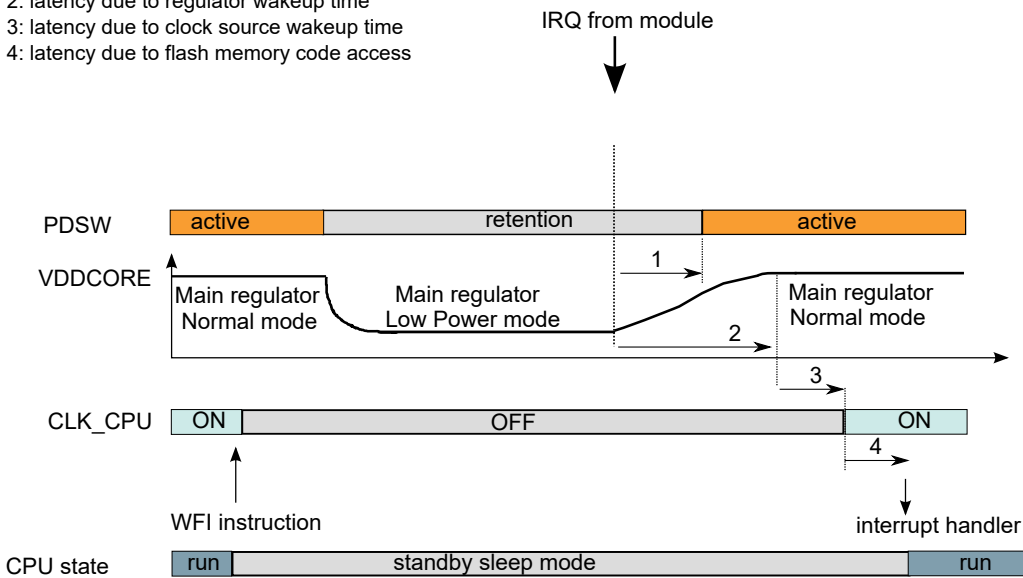 2: latency due to regulator wakeup time
3: latency due to clock source wakeup time
4: latency due to flash memory code access
IRQ from module
PDSW
active
retention
active
1
VDDCORE
Main regulator
Normal mode
Main regulator
Low Power mode
Main regulator
Normal mode
2
3
CLK_CPU
ON
OFF
ON
4
WFI instruction
interrupt handler
CPU state
run
standby sleep mode
run